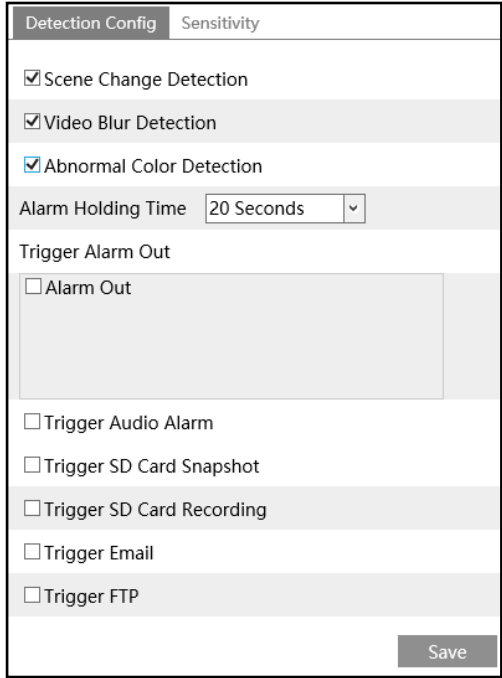 Detection Config Sensitivity
Scene Change Detection
Video Blur Detection
Abnormal Color Detection
Alarm Holding Time 20 Seconds
Trigger Alarm Out
Alarm Out
Trigger Audio Alarm
Trigger SD Card Snapshot
Trigger SD Card Recording
Trigger Email
Trigger FTP
Save